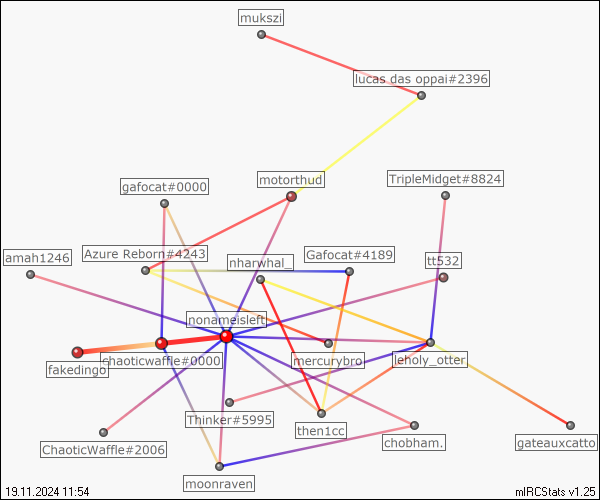 mukszi
lucas das oppai#2396
gafocat#0000
motorthud
TripleMidget#8824
amah1246
Azure Reborn#4243
nharwhal_
Gafocat#4189
tt532
nonameisleft
fakedingo
chaoticwaffle#0000
mercurybro
leholy_otter
Thinker#5995
then1cc
ChaoticWaffle#2006
chobham.
gateauxcatto
moonraven
19.11.2024 11:54
mIRCStats v1.25